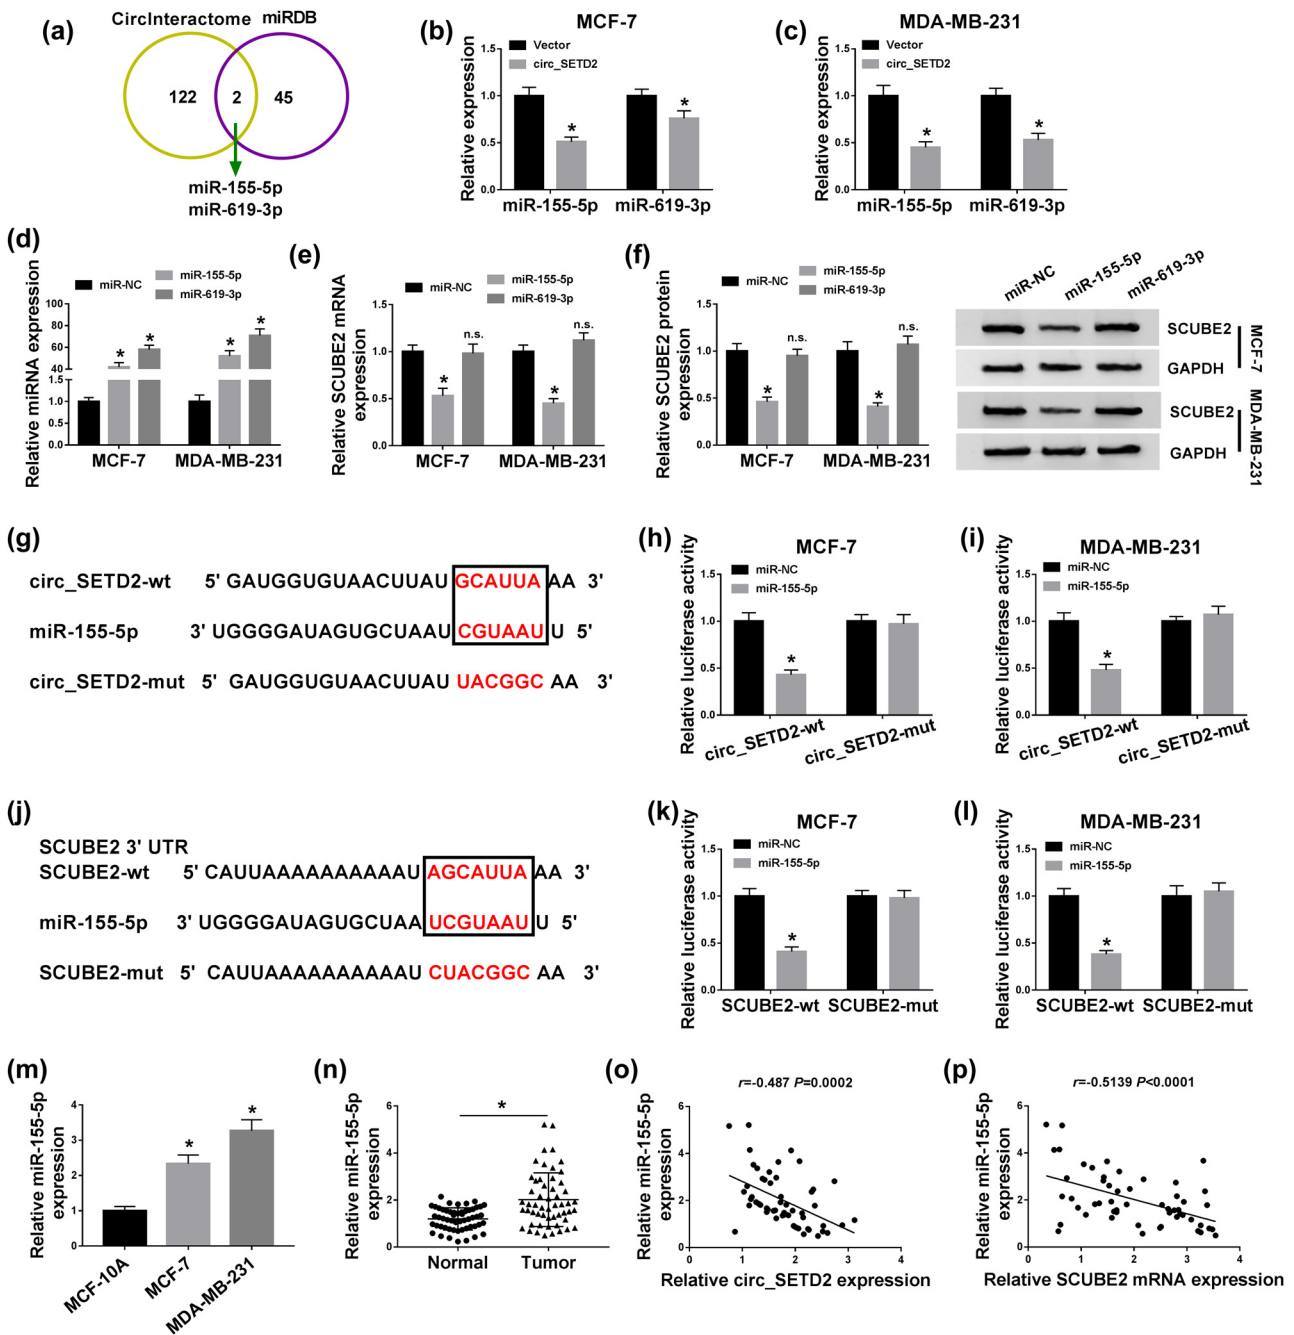 (a)
CircInteractome miRDB
122 2 45
miR-155-5p
miR-619-3p
(b)
MCF-7
Relative expression
1.5
1.0
0.5
0.0
Vector
circ_SETD2
*
*
miR-155-5p miR-619-3p
(c)
MDA-MB-231
Relative expression
1.5
1.0
0.5
0.0
Vector
circ_SETD2
*
*
miR-155-5p miR-619-3p
(d)
Relative miRNA expression
miR-NC
miR-155-5p
miR-619-3p
100
80
60
40
1.5
1.0
0.5
0.0
* * * *
MCF-7 MDA-MB-231
(e)
Relative SCUBE2 mRNA
expression
miR-NC
miR-155-5p
miR-619-3p
1.5
1.0
0.5
0.0
* n.s. * n.s.
MCF-7 MDA-MB-231
(f)
Relative SCUBE2 protein
expression
miR-NC
miR-155-5p
miR-619-3p
1.5
1.0
0.5
0.0
* n.s. * n.s.
MCF-7 MDA-MB-231
miR-NC miR-155-5p miR-619-3p
SCUBE2
GAPDH
MCF-7
SCUBE2
GAPDH
MDA-MB-231
(g)
circ_SETD2-wt 5' GAUGGUGUAACUUAU GCAUUA AA 3'
miR-155-5p 3' UGGGGAUAGUGCUAAU CGUAAU U 5'
circ_SETD2-mut 5' GAUGGUGUAACUUAU UACGGC AA 3'
(h)
MCF-7
Relative luciferase activity
1.5
1.0
0.5
0.0
miR-NC
miR-155-5p
*
circ_SETD2-wt circ_SETD2-mut
(i)
MDA-MB-231
Relative luciferase activity
1.5
1.0
0.5
0.0
miR-NC
miR-155-5p
*
circ_SETD2-wt circ_SETD2-mut
(j)
SCUBE2 3' UTR
SCUBE2-wt 5' CAUUAAAAAAAAAAU AGCAUUA AA 3'
miR-155-5p 3' UGGGGAUAGUGCUAA UCGUAAU U 5'
SCUBE2-mut 5' CAUUAAAAAAAAAAU CUACGGC AA 3'
(k)
MCF-7
Relative luciferase activity
1.5
1.0
0.5
0.0
miR-NC
miR-155-5p
*
SCUBE2-wt SCUBE2-mut
(l)
MDA-MB-231
Relative luciferase activity
1.5
1.0
0.5
0.0
miR-NC
miR-155-5p
*
SCUBE2-wt SCUBE2-mut
(m)
Relative miR-155-5p
expression
4
3
2
1
0
*
*
MCF-10A MCF-7 MDA-MB-231
(n)
Relative miR-155-5p
expression
6
4
2
0
*
Normal Tumor
(o)
r=-0.487 P=0.0002
Relative miR-155-5p
expression
6
4
2
0
0 1 2 3 4
Relative circ_SETD2 expression
(p)
r=-0.5139 P<0.0001
Relative miR-155-5p
expression
6
4
2
0
0 1 2 3 4
Relative SCUBE2 mRNA expression